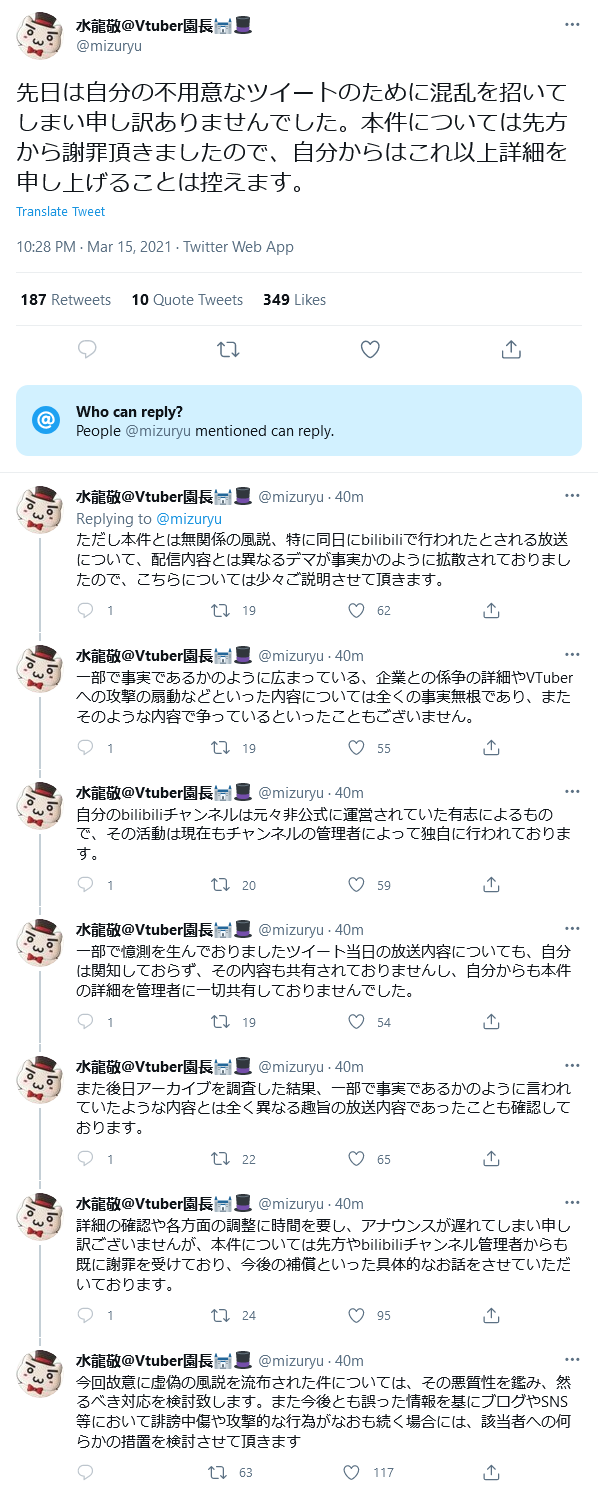 水龍敬@Vtuber園長🏰🎩
@mizuryu
先日は自分の不用意なツイートのために混乱を招いて
しまい申し訳ありませんでした。本件については先方
から謝罪頂きましたので、自分からはこれ以上詳細を
申し上げることは控えます。
Translate Tweet
10:28 PM · Mar 15, 2021 · Twitter Web App
187 Retweets 10 Quote Tweets 349 Likes
Who can reply?
People @mizuryu mentioned can reply.
水龍敬@Vtuber園長🏰🎩 @mizuryu · 40m
Replying to @mizuryu
ただし本件とは無関係の風説、特に同日にbilibiliで行われたとされる放送
について、配信内容とは異なるデマが事実かのように拡散されておりまし
たので、こちらについては少々ご説明させて頂きます。
1 19 62
水龍敬@Vtuber園長🏰🎩 @mizuryu · 40m
一部で事実であるかのように広まっている、企業との係争の詳細やVTuber
への攻撃の扇動などといった内容については全くの事実無根であり、また
そのような内容で争っているといったこともございません。
1 19 55
水龍敬@Vtuber園長🏰🎩 @mizuryu · 40m
自分のbilibiliチャンネルは元々非公式に運営されていた有志によるもの
で、その活動は現在もチャンネルの管理者によって独自に行われておりま
す。
1 20 59
水龍敬@Vtuber園長🏰🎩 @mizuryu · 40m
一部で憶測を生んでおりましたツイート当日の放送内容についても、自分
は関知しておらず、その内容も共有されておりませんし、自分からも本件
の詳細を管理者に一切共有しておりませんでした。
1 19 54
水龍敬@Vtuber園長🏰🎩 @mizuryu · 40m
また後日アーカイブを調査した結果、一部で事実であるかのように言われ
ていたような内容とは全く異なる趣旨の放送内容であったことも確認して
おります。
1 22 65
水龍敬@Vtuber園長🏰🎩 @mizuryu · 40m
詳細の確認や各方面の調整に時間を要し、アナウンスが遅れてしまい申し
訳ございませんが、本件については先方やbilibiliチャンネル管理者からも
既に謝罪を受けており、今後の補償といった具体的なお話をさせていただ
いております。
1 24 95
水龍敬@Vtuber園長🏰🎩 @mizuryu · 40m
今回故意に虚偽の風説を流布された件については、その悪質性を鑑み、然
るべき対応を検討致します。また今後とも誤った情報を基にブログやSNS
等において誹謗中傷や攻撃的な行為がなおも続く場合には、該当者への何
らかの措置を検討させて頂きます
63 117